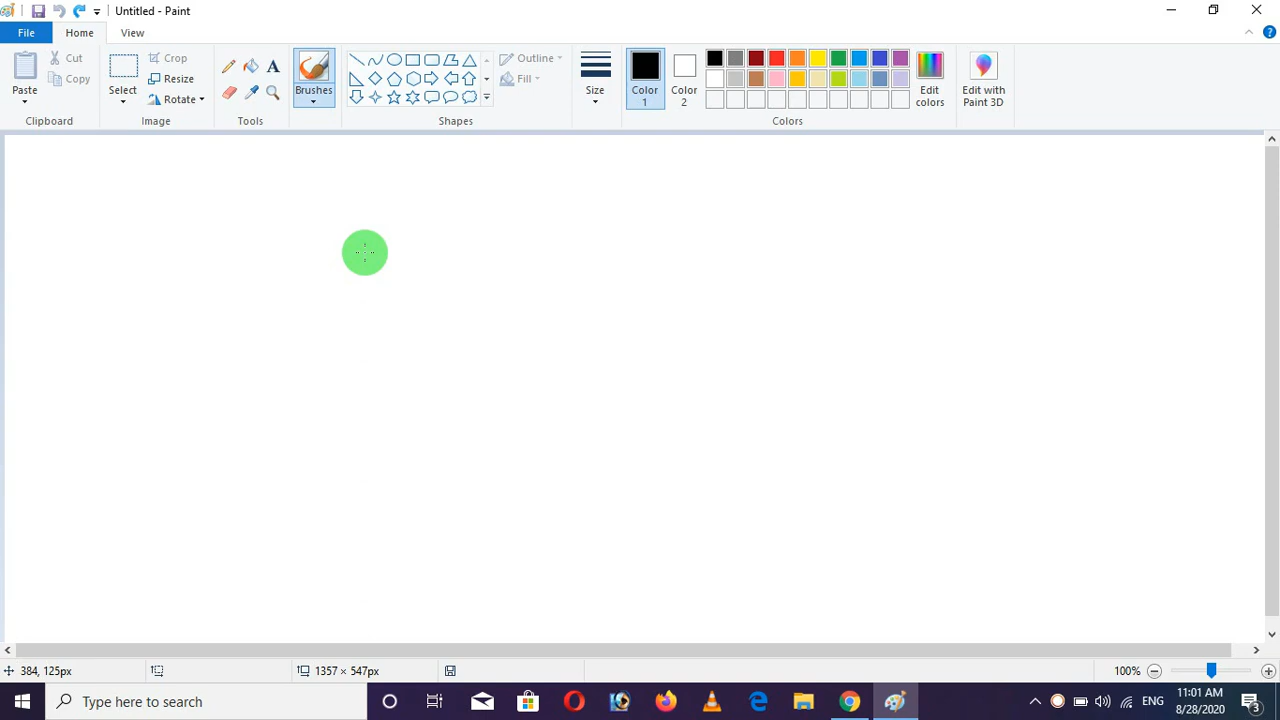 Untitled - Paint
File Home View
Paste
Cut
Copy
Clipboard
Select
Crop
Resize
Rotate
Image
A
Tools
Brushes
Shapes
Outline
Fill
Size
Color 1
Color 2
Colors
Edit colors
Edit with Paint 3D
384, 125px
1357 × 547px
100%
Type here to search
ENG
11:01 AM
8/28/2020
3